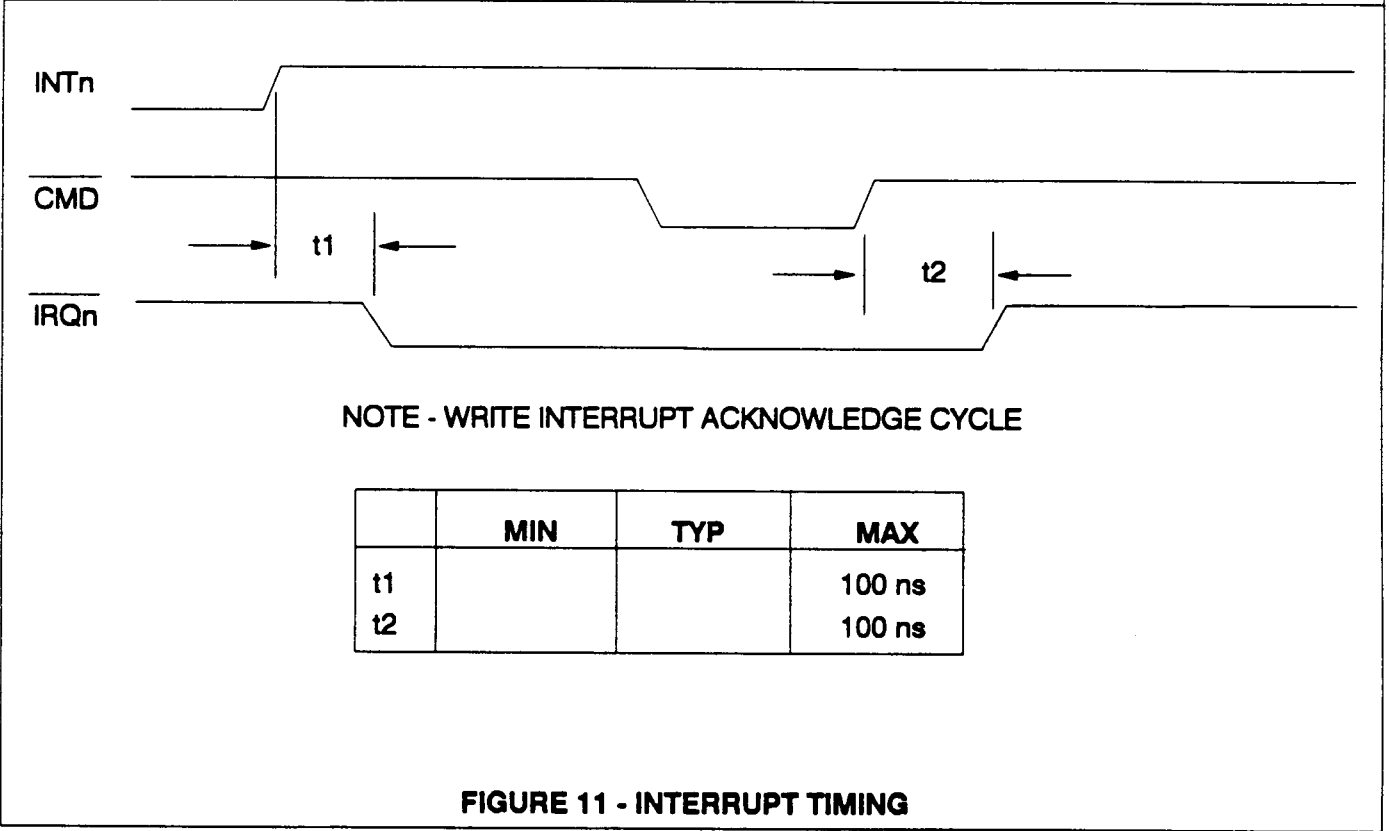 INTn
CMD
t1
t2
IRQn
NOTE - WRITE INTERRUPT ACKNOWLEDGE CYCLE
MIN TYP MAX
t1 100 ns
t2 100 ns
FIGURE 11 - INTERRUPT TIMING